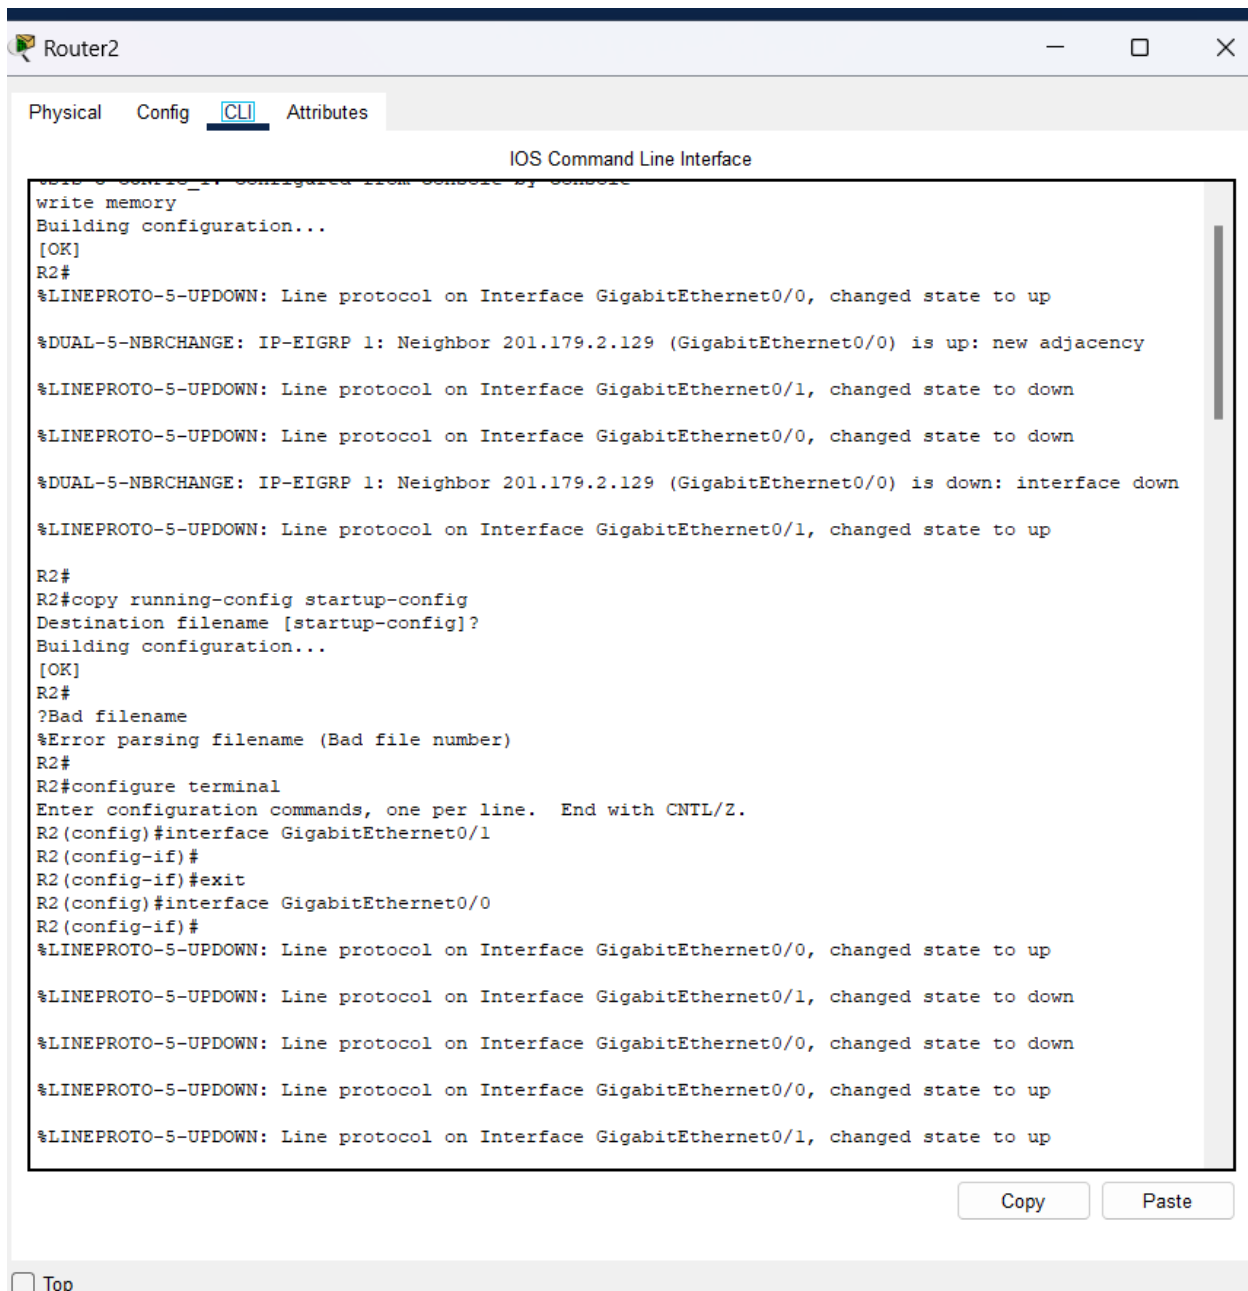 Router2
Physical Config CLI Attributes
IOS Command Line Interface
write memory
Building configuration...
[OK]
R2#
%LINEPROTO-5-UPDOWN: Line protocol on Interface GigabitEthernet0/0, changed state to up
%DUAL-5-NBRCHANGE: IP-EIGRP 1: Neighbor 201.179.2.129 (GigabitEthernet0/0) is up: new adjacency
%LINEPROTO-5-UPDOWN: Line protocol on Interface GigabitEthernet0/1, changed state to down
%LINEPROTO-5-UPDOWN: Line protocol on Interface GigabitEthernet0/0, changed state to down
%DUAL-5-NBRCHANGE: IP-EIGRP 1: Neighbor 201.179.2.129 (GigabitEthernet0/0) is down: interface down
%LINEPROTO-5-UPDOWN: Line protocol on Interface GigabitEthernet0/1, changed state to up
R2#
R2#copy running-config startup-config
Destination filename [startup-config]?
Building configuration...
[OK]
R2#
?Bad filename
%Error parsing filename (Bad file number)
R2#
R2#configure terminal
Enter configuration commands, one per line.  End with CNTL/Z.
R2(config)#interface GigabitEthernet0/1
R2(config-if)#
R2(config-if)#exit
R2(config)#interface GigabitEthernet0/0
R2(config-if)#
%LINEPROTO-5-UPDOWN: Line protocol on Interface GigabitEthernet0/0, changed state to up
%LINEPROTO-5-UPDOWN: Line protocol on Interface GigabitEthernet0/1, changed state to down
%LINEPROTO-5-UPDOWN: Line protocol on Interface GigabitEthernet0/0, changed state to down
%LINEPROTO-5-UPDOWN: Line protocol on Interface GigabitEthernet0/0, changed state to up
%LINEPROTO-5-UPDOWN: Line protocol on Interface GigabitEthernet0/1, changed state to up
Copy Paste
Top